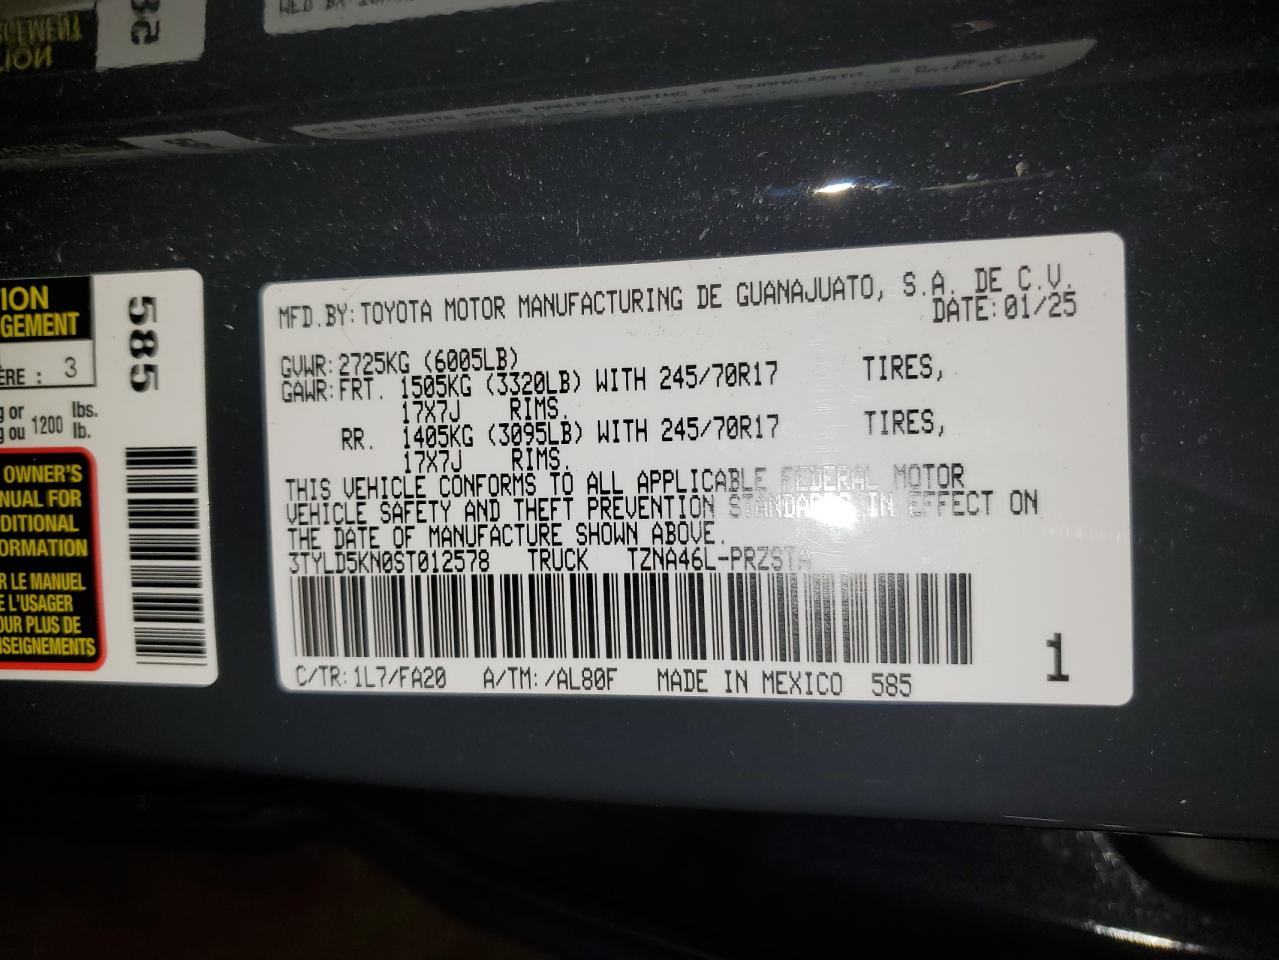 MFD.BY: TOYOTA MOTOR MANUFACTURING DE GUANAJUATO, S.A. DE C.V.
DATE: 01/25
GVWR: 2725KG (6005LB)
GAWR: FRT. 1505KG (3320LB) WITH 245/70R17 TIRES,
17X7J RIMS.
RR. 1405KG (3095LB) WITH 245/70R17 TIRES,
17X7J RIMS.
THIS VEHICLE CONFORMS TO ALL APPLICABLE FEDERAL MOTOR
VEHICLE SAFETY AND THEFT PREVENTION STANDARDS IN EFFECT ON
THE DATE OF MANUFACTURE SHOWN ABOVE.
3TYLD5KN0ST012578 TRUCK TZNA46L-PRZSTA
C/TR: 1L7/FA20 A/TM: /AL80F MADE IN MEXICO 585
1
TION
GEMENT
ÈRE : 3
g or 1200 lbs.
g ou lb.
585
OWNER'S
NUAL FOR
DITIONAL
FORMATION
R LE MANUEL
E L'USAGER
OUR PLUS DE
NSEIGNEMENTS